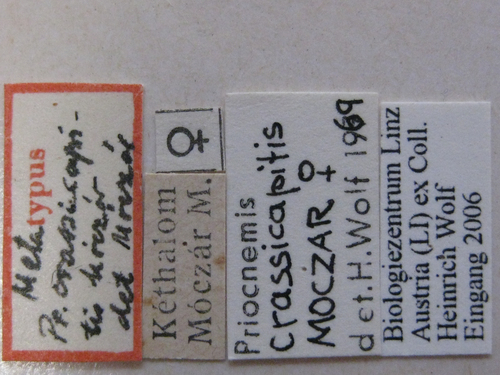 Metatypus
Pr. crassicapi-
tis Móczár
det Móczár
♀
Kéthalom
Móczár M.
Priocnemis
crassicapitis
MOCZAR ♀
det. H. Wolf 1969
Biologiezentrum Linz
Austria (LI) ex Coll.
Heinrich Wolf
Eingang 2006